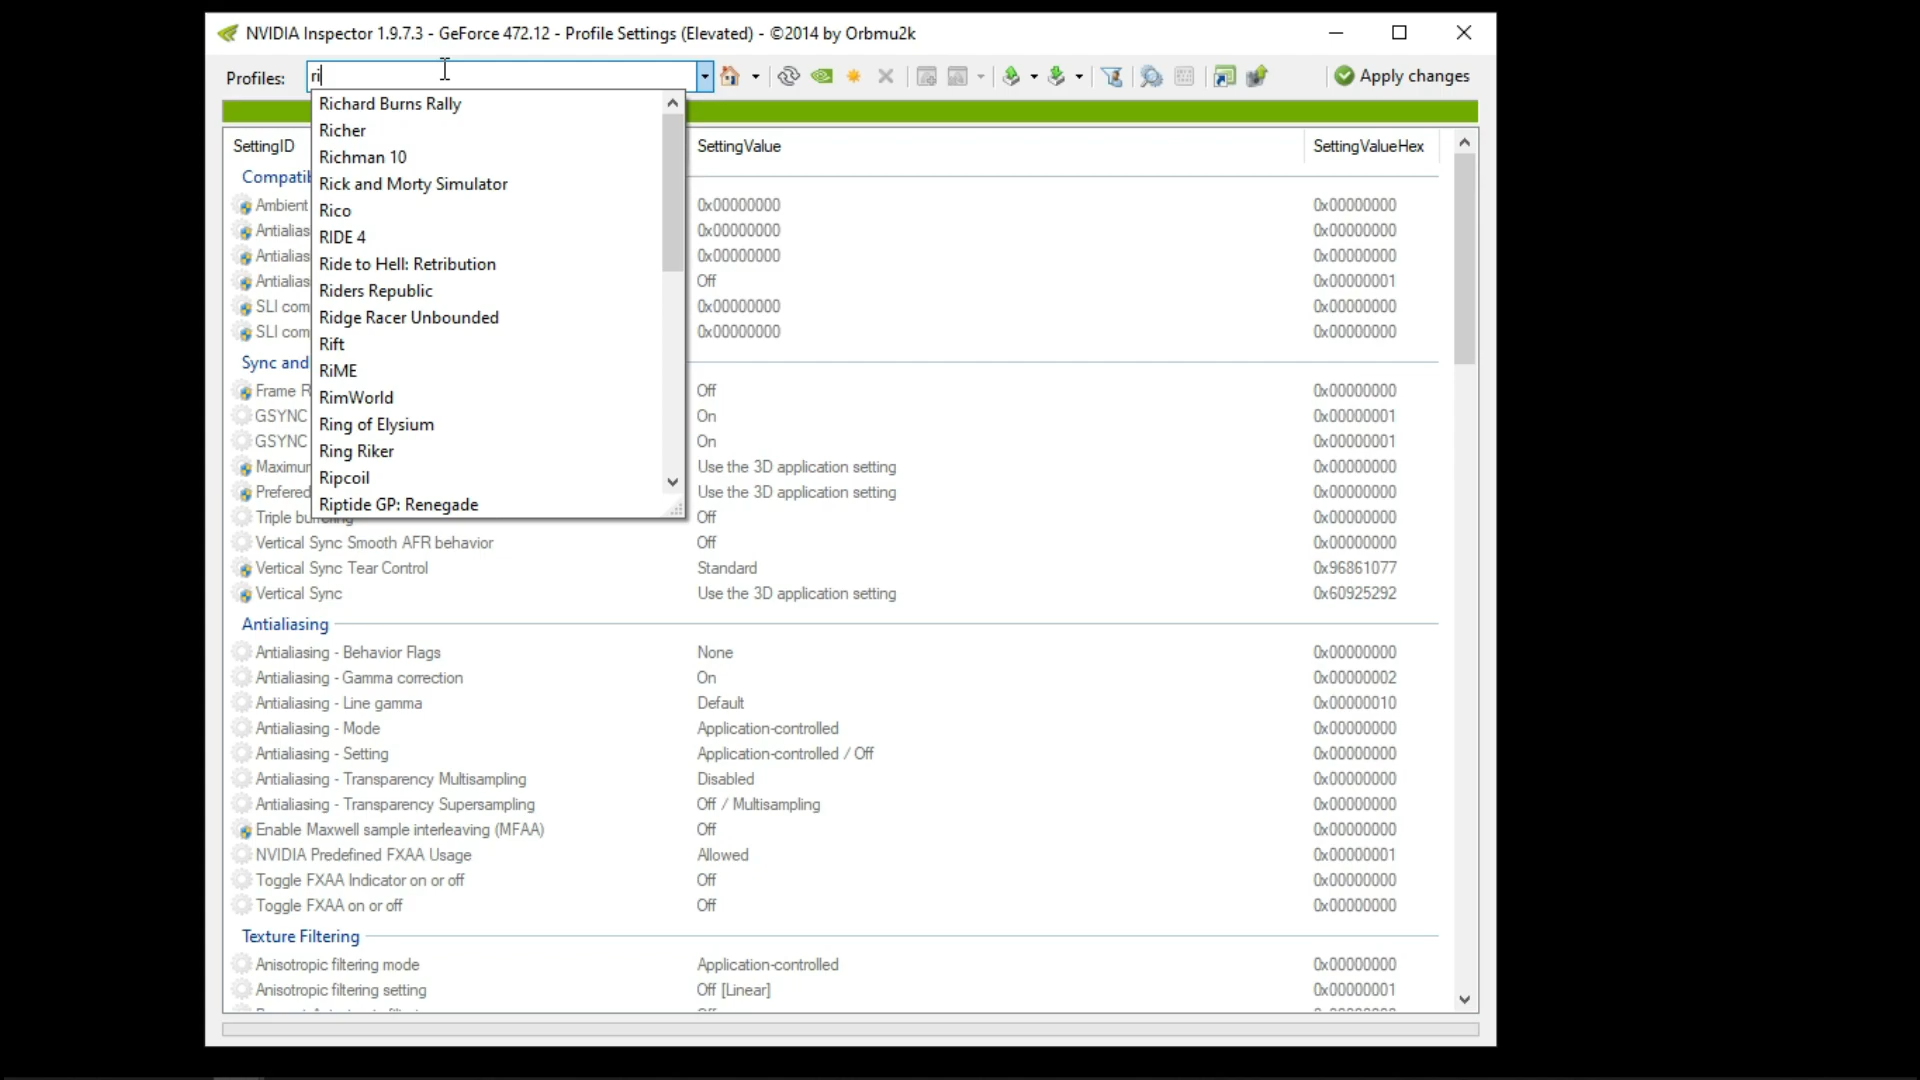 NVIDIA Inspector 1.9.7.3 - GeForce 472.12 - Profile Settings (Elevated) - ©2014 by Orbmu2k
Profiles: ri Apply changes
Richard Burns Rally
Richer
Richman 10
Rick and Morty Simulator
Rico
RIDE 4
Ride to Hell: Retribution
Riders Republic
Ridge Racer Unbounded
Rift
RiME
RimWorld
Ring of Elysium
Ring Riker
Ripcoil
Riptide GP: Renegade
SettingID SettingValue SettingValueHex
Compatib
Ambient 0x00000000 0x00000000
Antialias 0x00000000 0x00000000
Antialias 0x00000000 0x00000000
Antialias Off 0x00000001
SLI com 0x00000000 0x00000000
SLI com 0x00000000 0x00000000
Sync and
Frame R Off 0x00000000
GSYNC On 0x00000001
GSYNC On 0x00000001
Maximum Use the 3D application setting 0x00000000
Prefered Use the 3D application setting 0x00000000
Triple buffering Off 0x00000000
Vertical Sync Smooth AFR behavior Off 0x00000000
Vertical Sync Tear Control Standard 0x96861077
Vertical Sync Use the 3D application setting 0x60925292
Antialiasing
Antialiasing - Behavior Flags None 0x00000000
Antialiasing - Gamma correction On 0x00000002
Antialiasing - Line gamma Default 0x00000010
Antialiasing - Mode Application-controlled 0x00000000
Antialiasing - Setting Application-controlled / Off 0x00000000
Antialiasing - Transparency Multisampling Disabled 0x00000000
Antialiasing - Transparency Supersampling Off / Multisampling 0x00000000
Enable Maxwell sample interleaving (MFAA) Off 0x00000000
NVIDIA Predefined FXAA Usage Allowed 0x00000001
Toggle FXAA Indicator on or off Off 0x00000000
Toggle FXAA on or off Off 0x00000000
Texture Filtering
Anisotropic filtering mode Application-controlled 0x00000000
Anisotropic filtering setting Off [Linear] 0x00000001